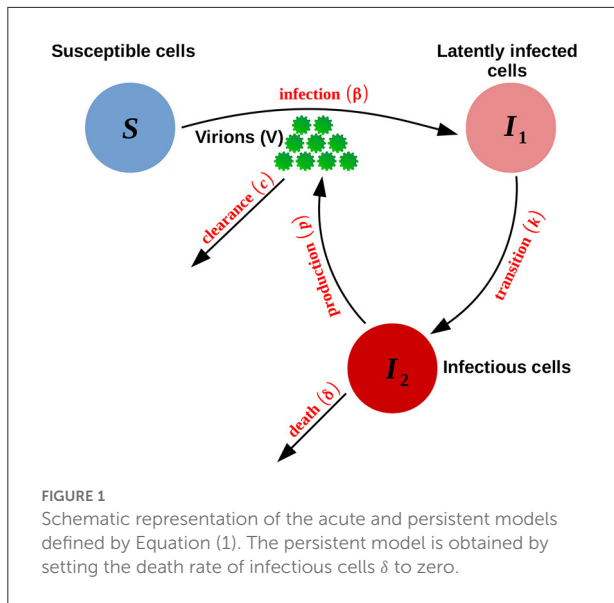 Susceptible cells
Latently infected
cells
infection (β)
S
Virions (V)
I₁
clearance (c)
production (p)
transition (k)
I₂
Infectious cells
death (δ)
FIGURE 1
Schematic representation of the acute and persistent models
defined by Equation (1). The persistent model is obtained by
setting the death rate of infectious cells δ to zero.